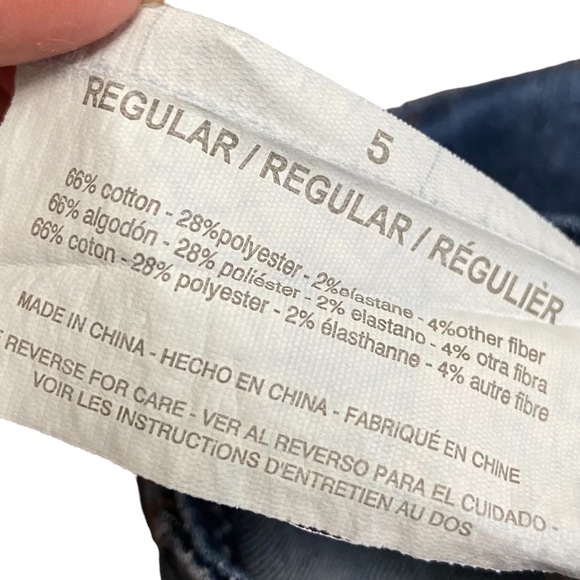 5
REGULAR / REGULAR / RÉGULIÈR
66% cotton - 28%polyester - 2%elastane - 4%other fiber
66% algodón - 28% poliéster - 2% elastano - 4% otra fibra
66% coton - 28% polyester - 2% élasthanne - 4% autre fibre
MADE IN CHINA - HECHO EN CHINA - FABRIQUÉ EN CHINE
REVERSE FOR CARE - VER AL REVERSO PARA EL CUIDADO -
VOIR LES INSTRUCTIONS D'ENTRETIEN AU DOS